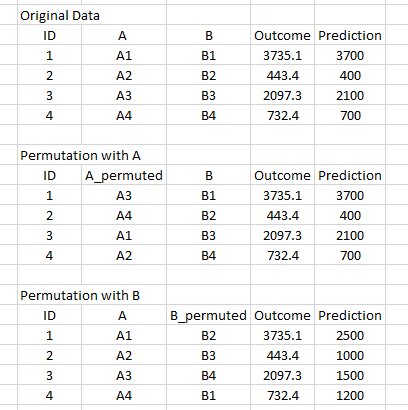 Original Data
ID A B Outcome Prediction
1 A1 B1 3735.1 3700
2 A2 B2 443.4 400
3 A3 B3 2097.3 2100
4 A4 B4 732.4 700
Permutation with A
ID A_permuted B Outcome Prediction
1 A3 B1 3735.1 3700
2 A4 B2 443.4 400
3 A1 B3 2097.3 2100
4 A2 B4 732.4 700
Permutation with B
ID A B_permuted Outcome Prediction
1 A1 B2 3735.1 2500
2 A2 B3 443.4 1000
3 A3 B4 2097.3 1500
4 A4 B1 732.4 1200